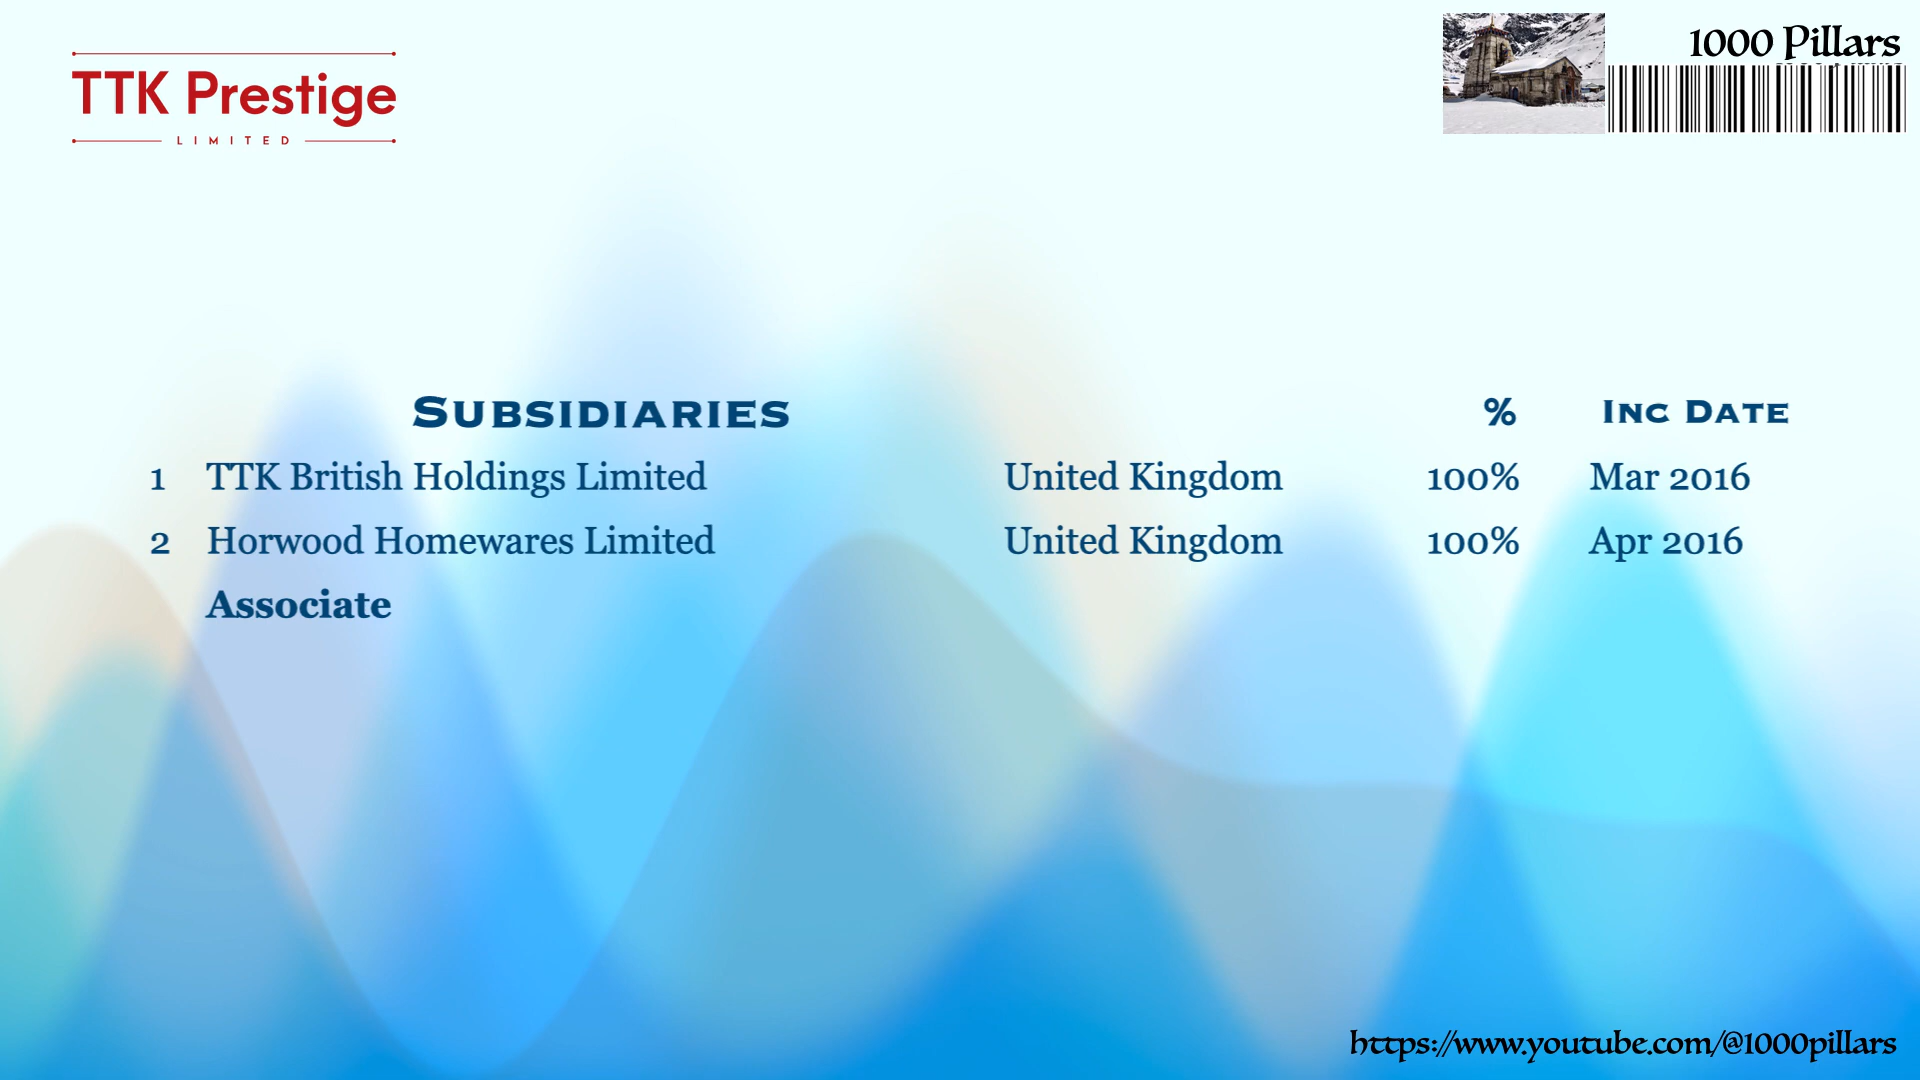 TTK Prestige
LIMITED
1000 Pillars
SUBSIDIARIES % INC DATE
1 TTK British Holdings Limited United Kingdom 100% Mar 2016
2 Horwood Homewares Limited United Kingdom 100% Apr 2016
Associate
https://www.youtube.com/@1000pillars